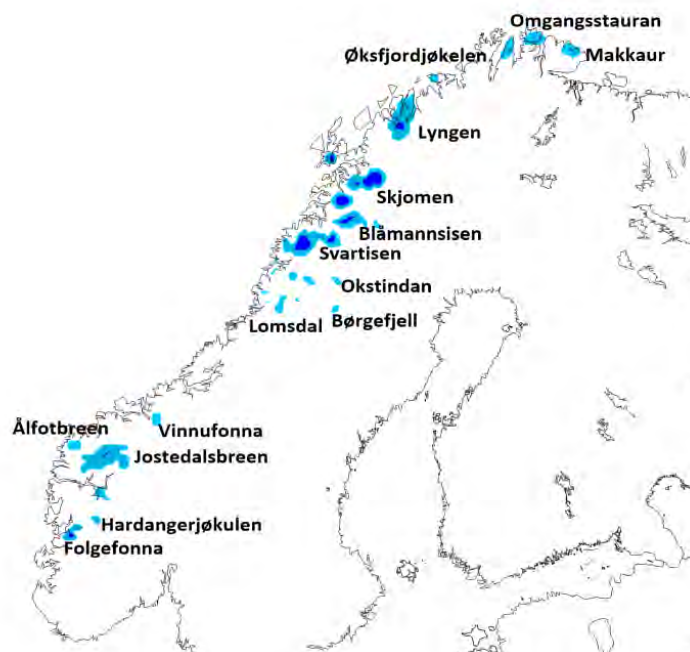 Omgangsstauran
Øksfjordjøkelen
Makkaur
Lyngen
Skjomen
Blåmannsisen
Svartisen
Okstindan
Lomsdal
Børgefjell
Ålfotbreen
Vinnufonna
Jostedalsbreen
Hardangerjøkulen
Folgefonna